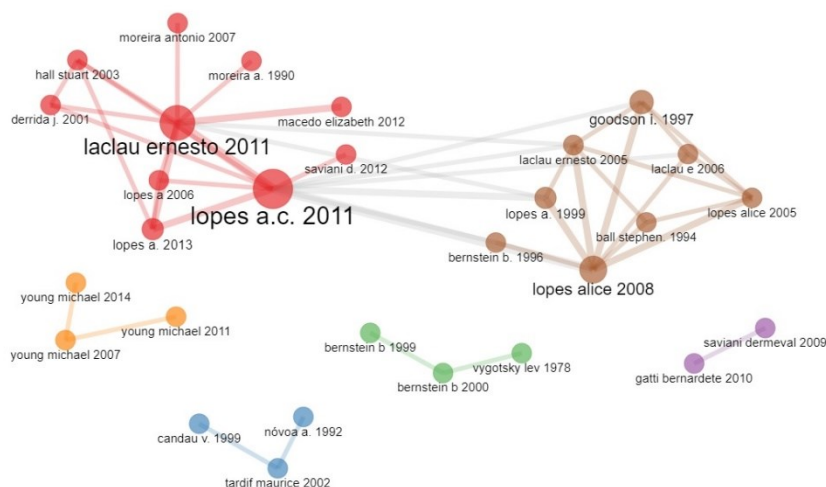 moreira antonio 2007
hall stuart 2003
moreira a. 1990
derrida j. 2001
macedo elizabeth 2012
laclau ernesto 2011
saviani d. 2012
lopes a 2006
lopes a.c. 2011
lopes a. 2013
goodson i. 1997
laclau ernesto 2005
laclau e 2006
lopes a. 1999
lopes alice 2005
ball stephen. 1994
bernstein b. 1996
lopes alice 2008
young michael 2014
young michael 2011
young michael 2007
bernstein b 1999
vygotsky lev 1978
bernstein b 2000
saviani dermeval 2009
gatti bernardete 2010
candau v. 1999
nóvoa a. 1992
tardif maurice 2002